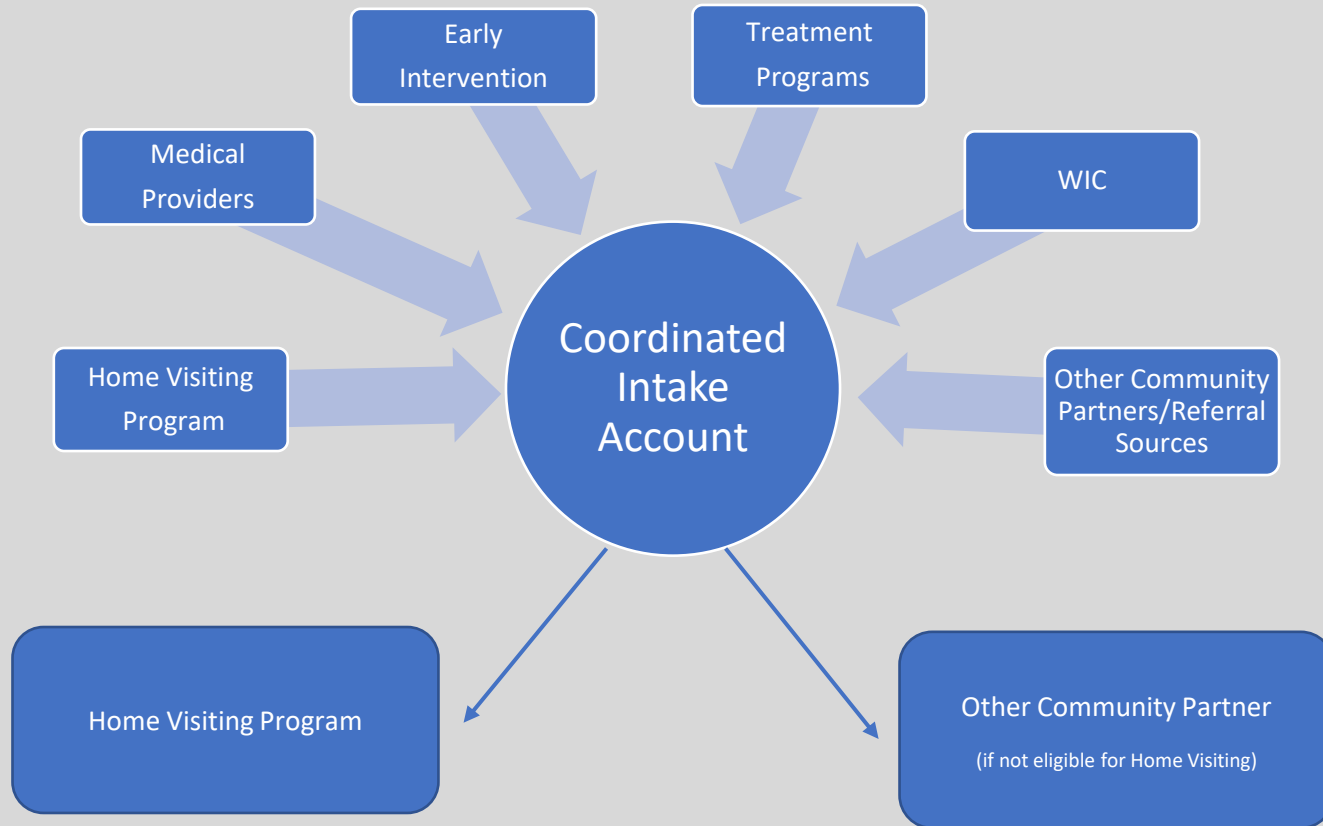 Early
Intervention
Treatment
Programs
Medical
Providers
WIC
Home Visiting
Program
Coordinated
Intake
Account
Other Community
Partners/Referral
Sources
Home Visiting Program
Other Community Partner
(if not eligible for Home Visiting)